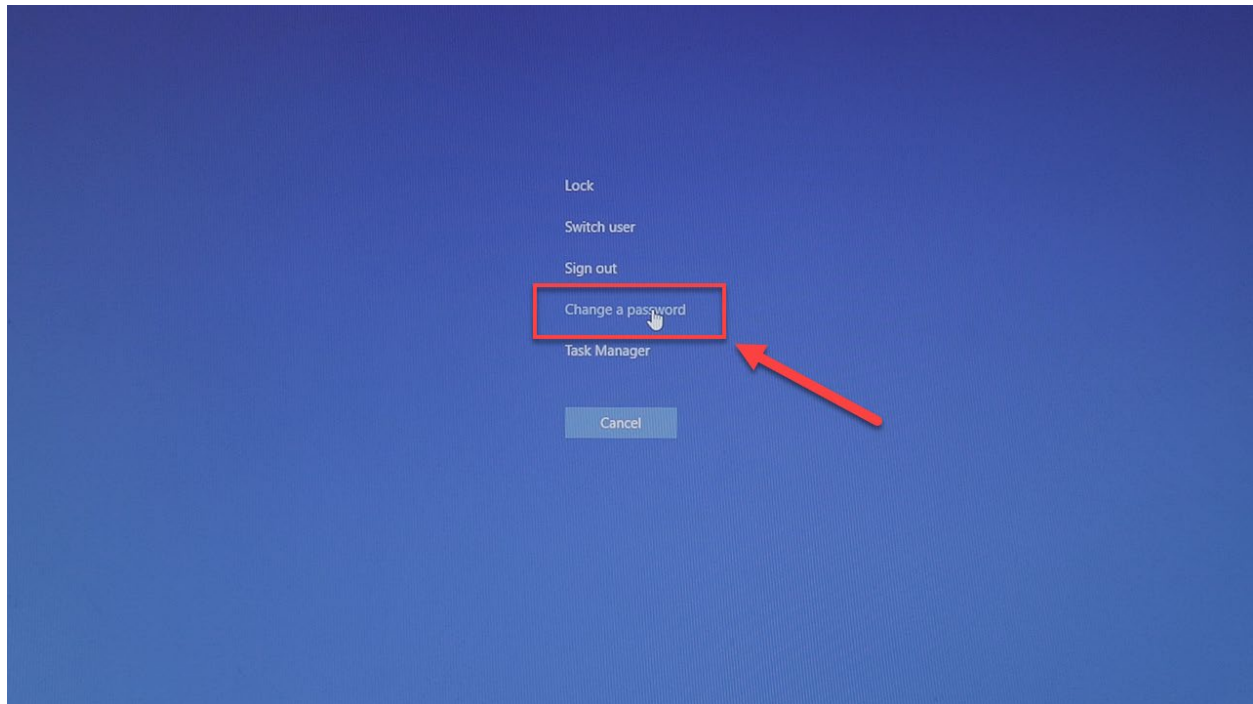 Lock
Switch user
Sign out
Change a password
Task Manager
Cancel